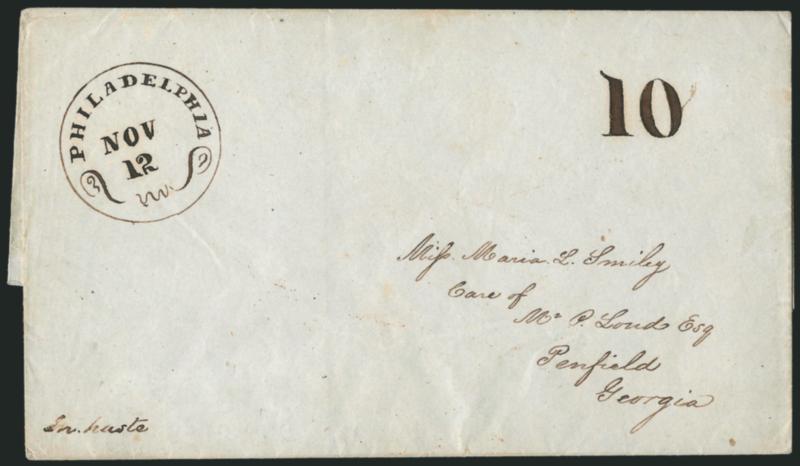 PHILADELPHIA
NOV
12
10
Miss. Maria. L. Smiley
Care of
Mr P. Loud Esq
Penfield
Georgia
In. haste